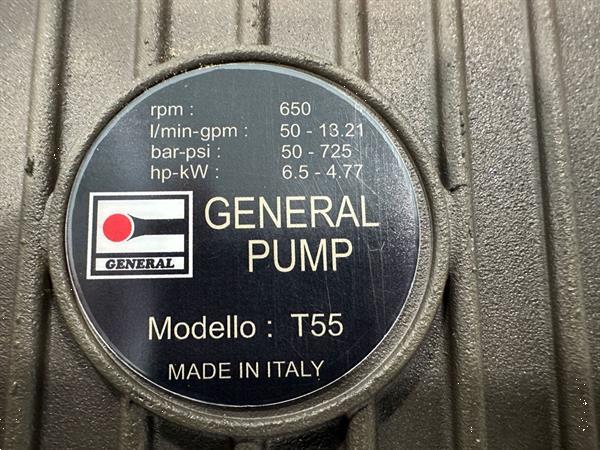 rpm : 650
l/min-gpm : 50 - 13.21
bar-psi : 50 - 725
hp-kW : 6.5 - 4.77
GENERAL
PUMP
GENERAL
Modello : T55
MADE IN ITALY